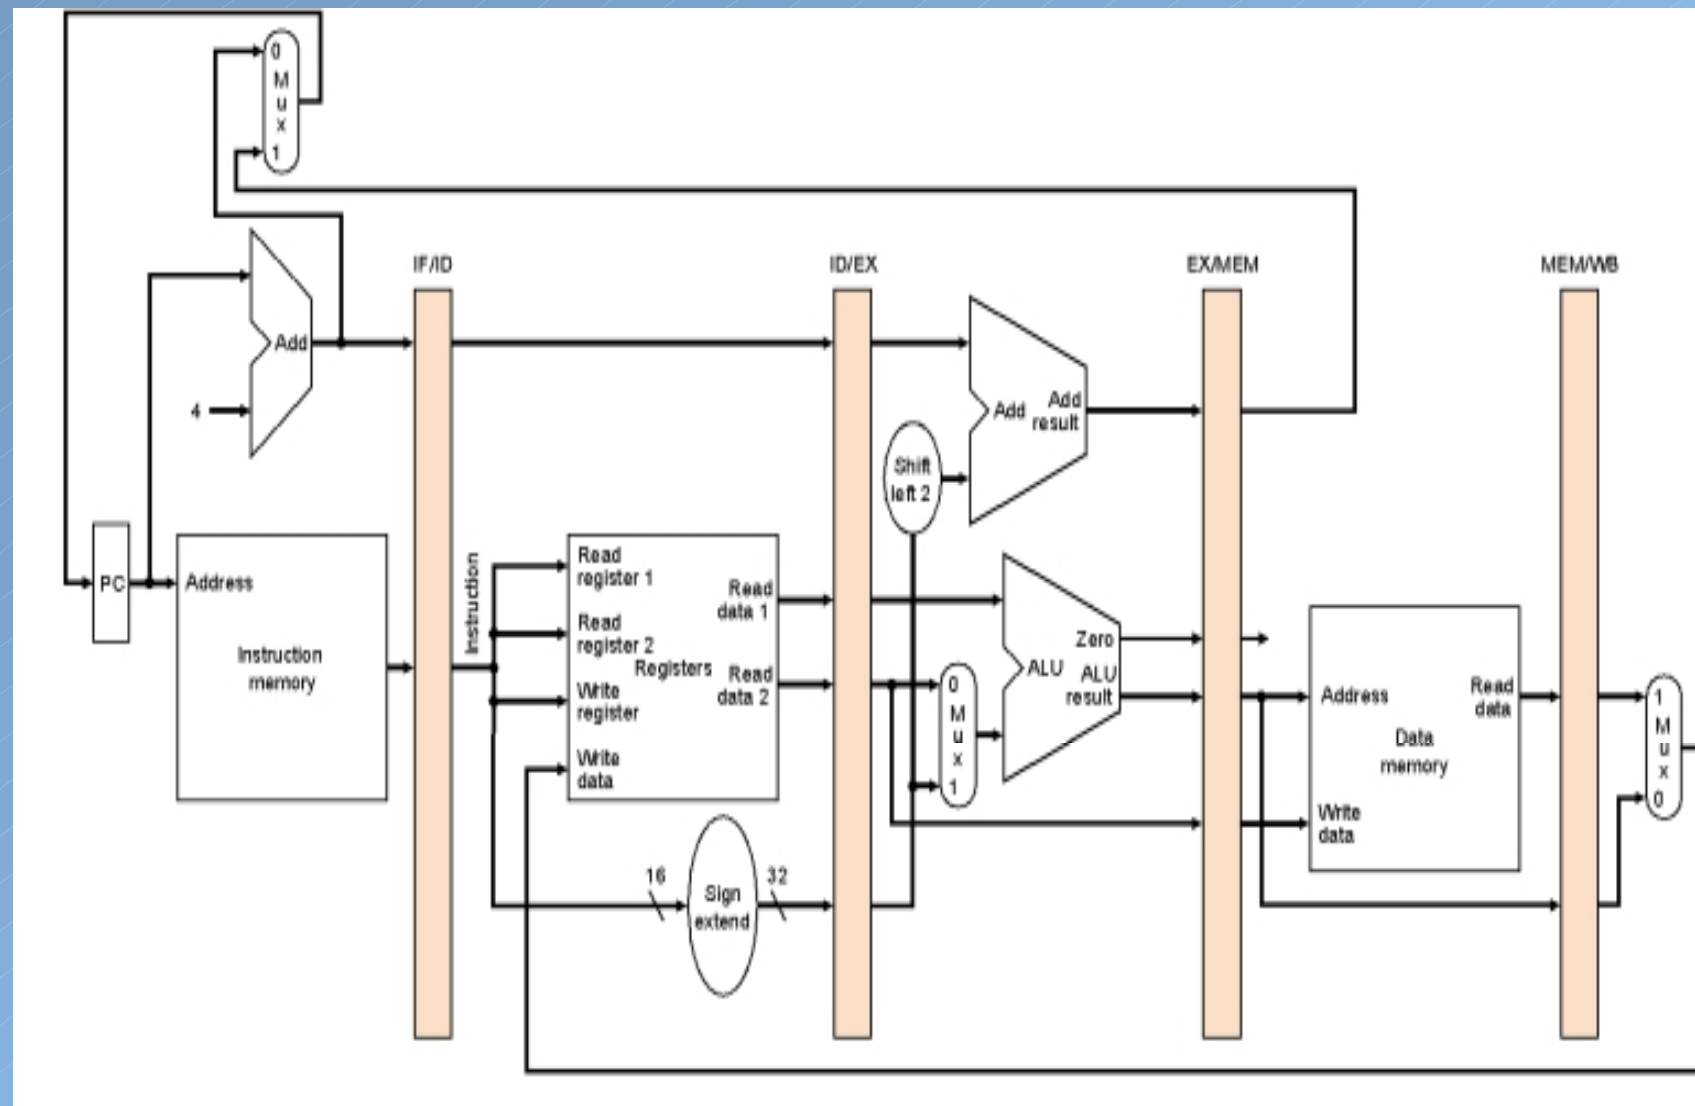 0
M
u
x
1
IF/ID
ID/EX
EX/MEM
MEM/WB
Add
4
Add
Add
result
Shift
left 2
PC
Address
Instruction
memory
Instruction
Read
register 1
Read
register 2
Registers
Write
register
Write
data
Read
data 1
Read
data 2
0
M
u
x
1
Zero
ALU
ALU
result
Address
Read
data
Data
memory
Write
data
1
M
u
x
0
16
Sign
extend
32